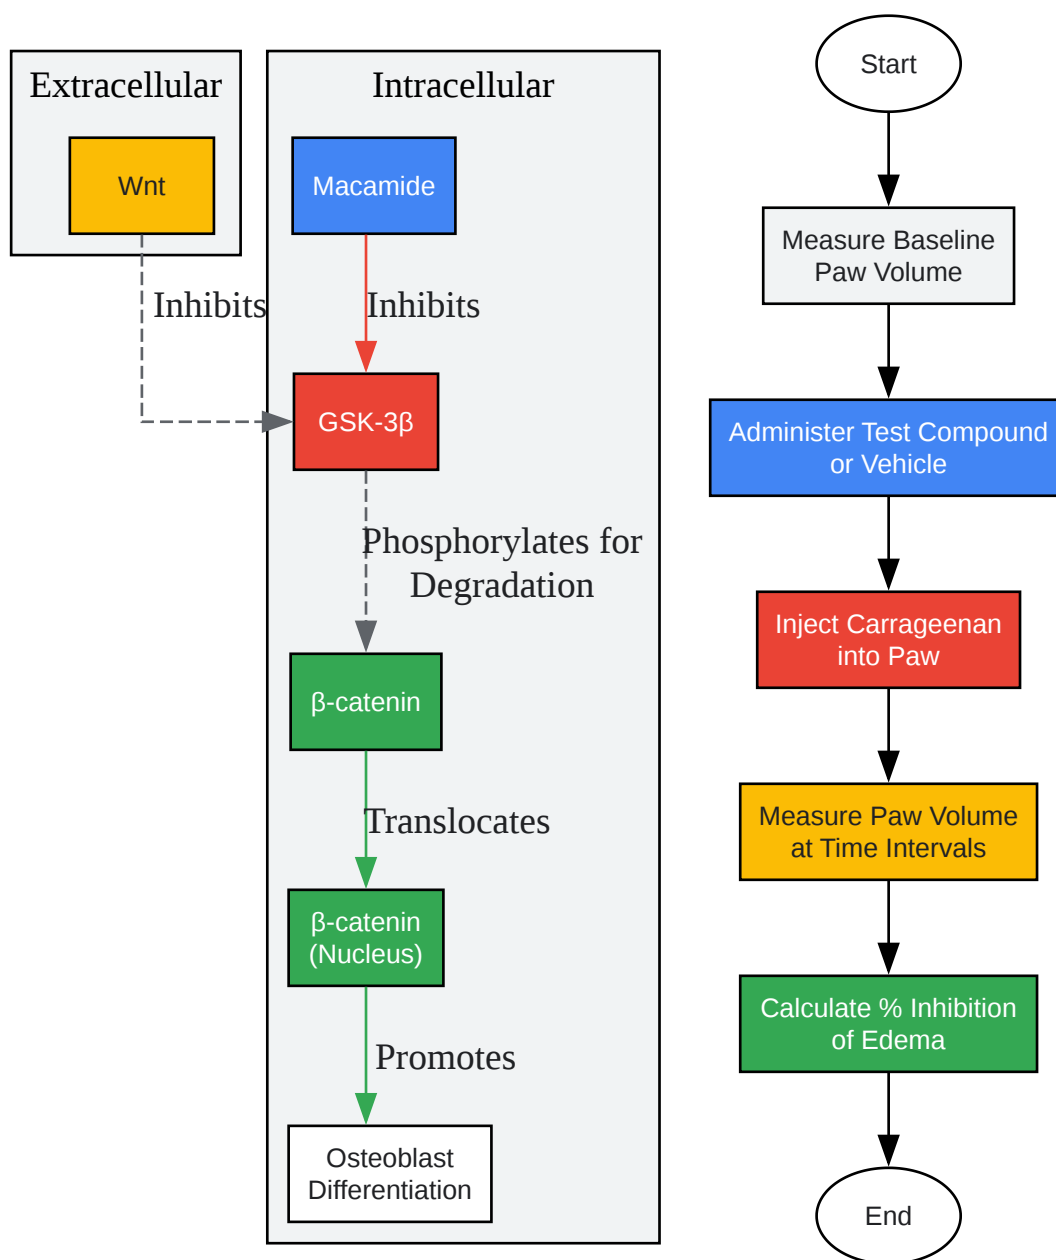 Extracellular
Wnt
Inhibits
Intracellular
Macamide
Inhibits
GSK-3β
Phosphorylates for
Degradation
β-catenin
Translocates
β-catenin
(Nucleus)
Promotes
Osteoblast
Differentiation
Start
Measure Baseline
Paw Volume
Administer Test Compound
or Vehicle
Inject Carrageenan
into Paw
Measure Paw Volume
at Time Intervals
Calculate % Inhibition
of Edema
End